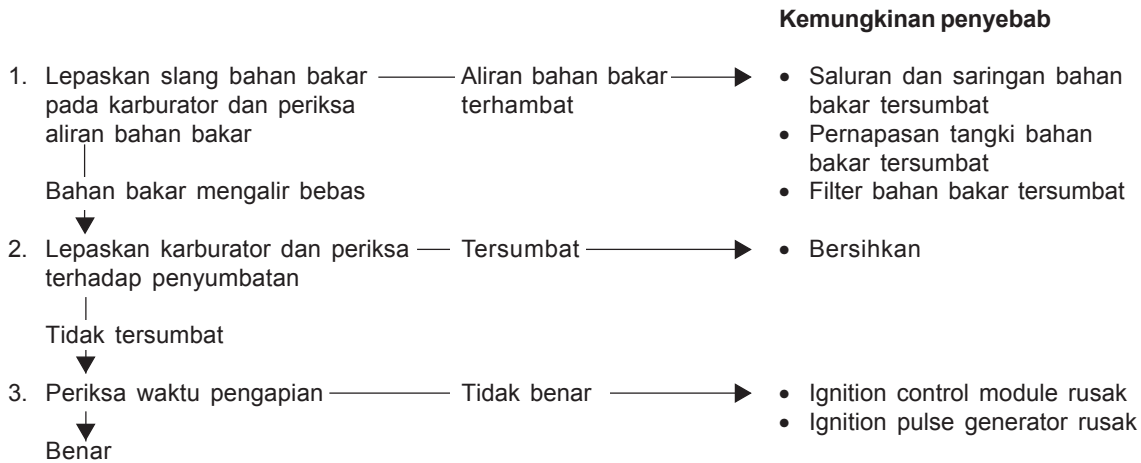 Kemungkinan penyebab
1. Lepaskan slang bahan bakar pada karburator dan periksa aliran bahan bakar
Aliran bahan bakar terhambat
• Saluran dan saringan bahan bakar tersumbat
• Pernapasan tangki bahan bakar tersumbat
• Filter bahan bakar tersumbat
Bahan bakar mengalir bebas
2. Lepaskan karburator dan periksa terhadap penyumbatan
Tersumbat
• Bersihkan
Tidak tersumbat
3. Periksa waktu pengapian
Tidak benar
• Ignition control module rusak
• Ignition pulse generator rusak
Benar